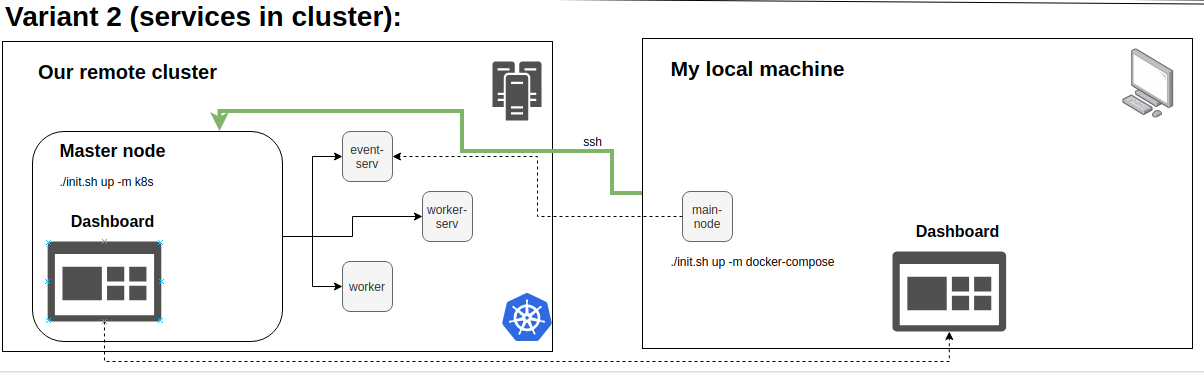 Variant 2 (services in cluster):
Our remote cluster
My local machine
ssh
Master node
./init.sh up -m k8s
Dashboard
event-
serv
worker-
serv
worker
main-
node
./init.sh up -m docker-compose
Dashboard